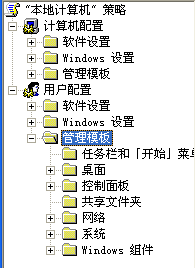 “本地计算机”策略
计算机配置
软件设置
Windows 设置
管理模板
用户配置
软件设置
Windows 设置
管理模板
任务栏和「开始」菜单
桌面
控制面板
共享文件夹
网络
系统
Windows 组件